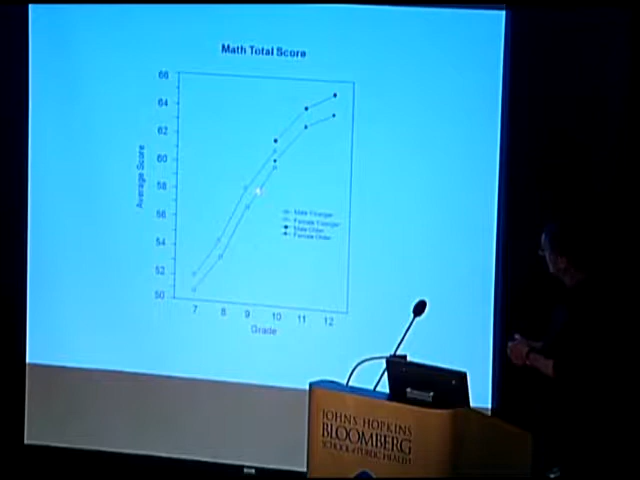 Math Total Score
66
64
62
60
58
56
54
52
50
Average Score
7 8 9 10 11 12
Grade
Male Younger
Female Younger
Male Older
Female Older
JOHNS HOPKINS
BLOOMBERG
SCHOOL of PUBLIC HEALTH